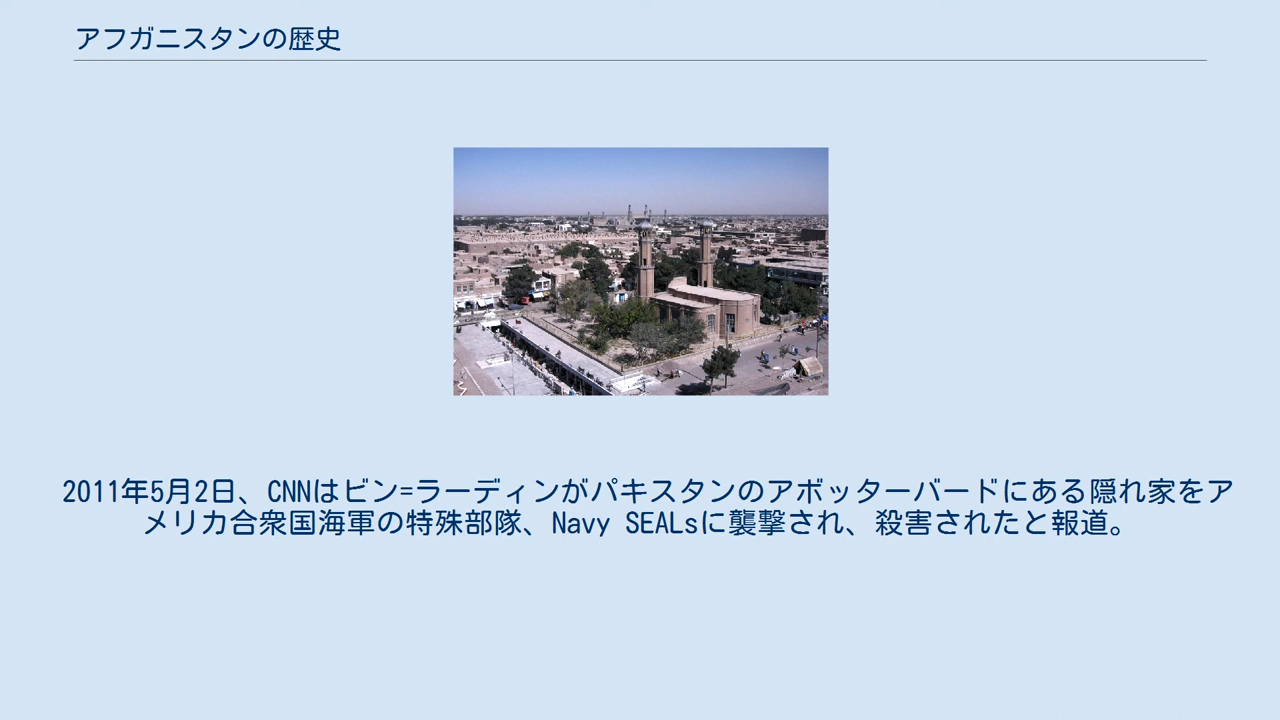 アフガニスタンの歴史
2011年5月2日、CNNはビン=ラーディンがパキスタンのアボッターバードにある隠れ家をア
メリカ合衆国海軍の特殊部隊、Navy SEALsに襲撃され、殺害されたと報道。